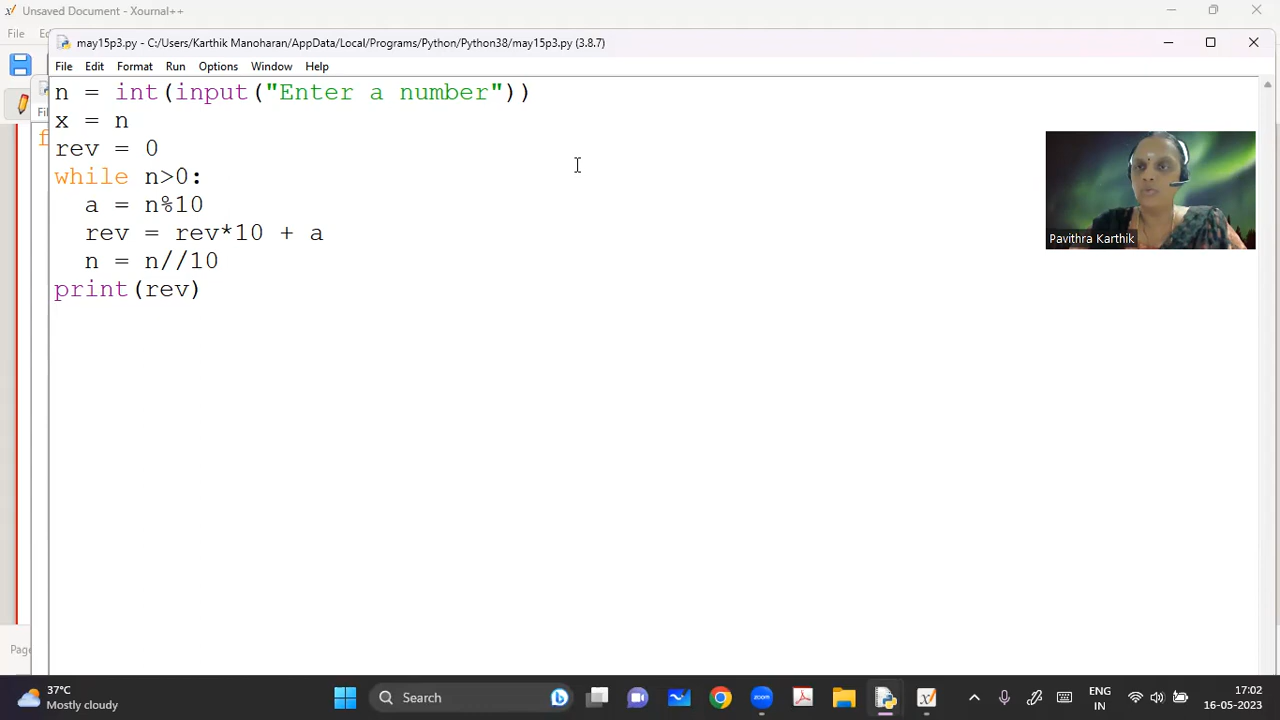 Unsaved Document - Xournal++
File
may15p3.py - C:/Users/Karthik Manoharan/AppData/Local/Programs/Python/Python38/may15p3.py (3.8.7)
File Edit Format Run Options Window Help
n = int(input("Enter a number"))
x = n
rev = 0
while n>0:
  a = n%10
  rev = rev*10 + a
  n = n//10
print(rev)
Pavithra Karthik
37°C
Mostly cloudy
Search
zoom
ENG
IN
17:02
16-05-2023